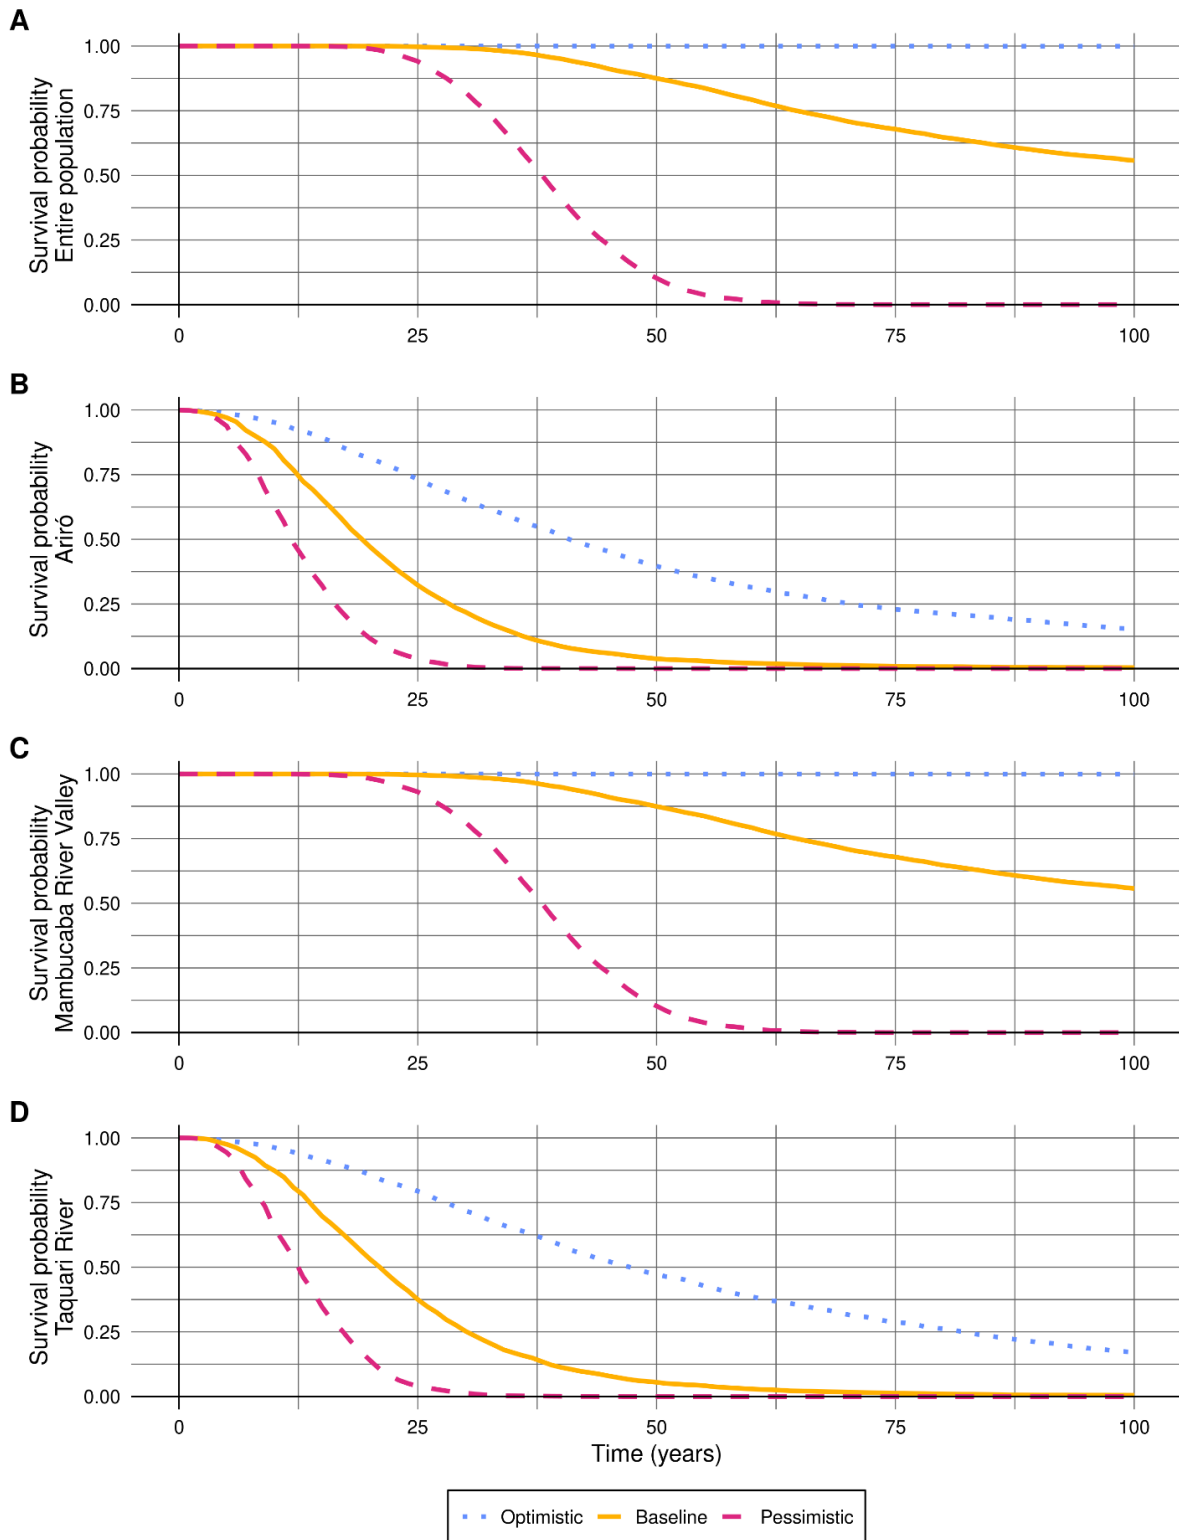 A
Survival probability
Entire population
1.00
0.75
0.50
0.25
0.00
0 25 50 75 100
B
Survival probability
Ariró
1.00
0.75
0.50
0.25
0.00
0 25 50 75 100
C
Survival probability
Mambucaba River Valley
1.00
0.75
0.50
0.25
0.00
0 25 50 75 100
D
Survival probability
Taquari River
1.00
0.75
0.50
0.25
0.00
0 25 50 75 100
Time (years)
Optimistic Baseline Pessimistic